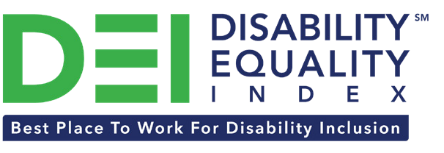 DEI
DISABILITY℠
EQUALITY
INDEX
Best Place To Work For Disability Inclusion